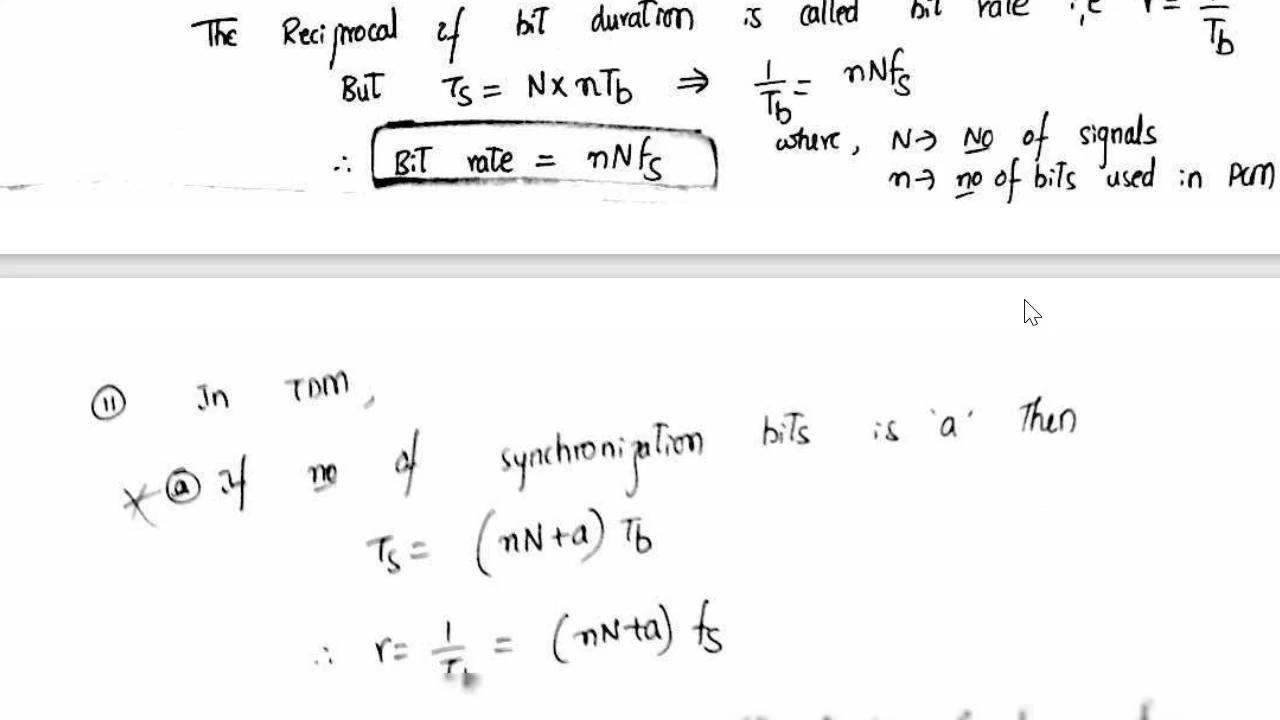 The Reciprocal of bit duration is called bit rate i.e r = 1/Tb
But Ts = N x nTb ⇒ 1/Tb = nNfs
where, N → No of signals
∴ Bit rate = nNfs
n → no of bits used in PCM
(11) In TDM,
(a) If no of synchronization bits is 'a' Then
Ts = (nN+a) Tb
∴ r = 1/Tb = (nN+a) fs